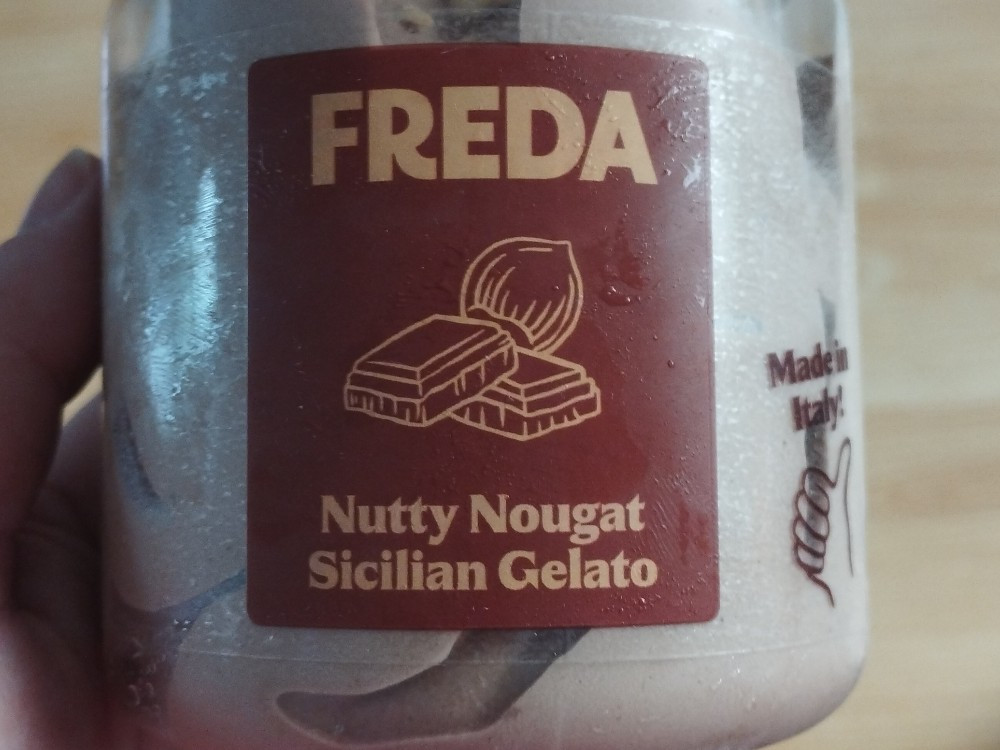 FREDA
Nutty Nougat
Sicilian Gelato
Made in
Italy!